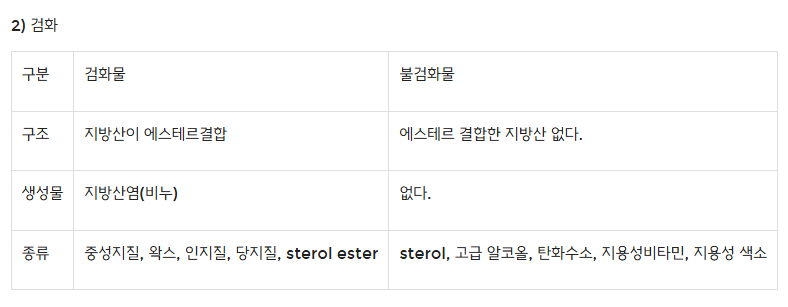 2) 검화
구분 검화물 불검화물
구조 지방산이 에스테르결합 에스테르 결합한 지방산 없다.
생성물 지방산염(비누) 없다.
종류 중성지질, 왁스, 인지질, 당지질, sterol ester sterol, 고급 알코올, 탄화수소, 지용성비타민, 지용성 색소